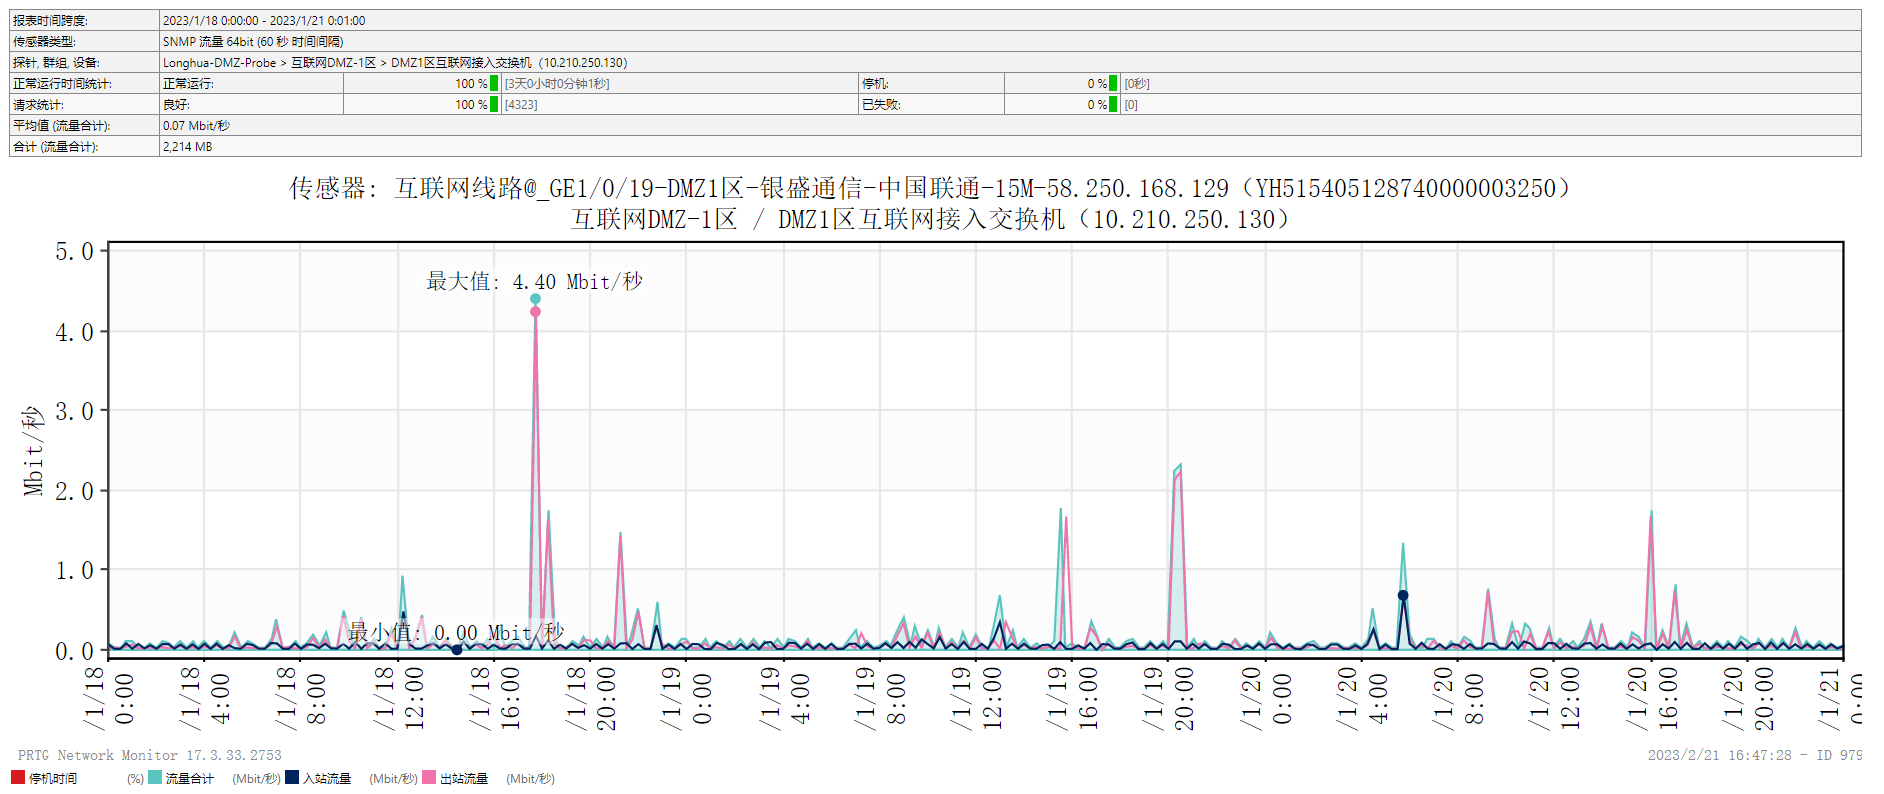 报表时间跨度: 2023/1/18 0:00:00 - 2023/1/21 0:01:00
传感器类型: SNMP 流量 64bit (60 秒 时间间隔)
探针, 群组, 设备: Longhua-DMZ-Probe > 互联网DMZ-1区 > DMZ1区互联网接入交换机（10.210.250.130）
正常运行时间统计: 正常运行: 100 % [3天0小时0分钟1秒] 停机: 0 % [0秒]
请求统计: 良好: 100 % [4323] 已失败: 0 % [0]
平均值 (流量合计): 0.07 Mbit/秒
合计 (流量合计): 2,214 MB
传感器: 互联网线路@_GE1/0/19-DMZ1区-银盛通信-中国联通-15M-58.250.168.129（YH515405128740000003250）
互联网DMZ-1区 / DMZ1区互联网接入交换机（10.210.250.130）
Mbit/秒
5.0
4.0
3.0
2.0
1.0
0.0
最大值: 4.40 Mbit/秒
最小值: 0.00 Mbit/秒
/1/18 0:00
/1/18 4:00
/1/18 8:00
/1/18 12:00
/1/18 16:00
/1/18 20:00
/1/19 0:00
/1/19 4:00
/1/19 8:00
/1/19 12:00
/1/19 16:00
/1/19 20:00
/1/20 0:00
/1/20 4:00
/1/20 8:00
/1/20 12:00
/1/20 16:00
/1/20 20:00
/1/21 0:00
PRTG Network Monitor 17.3.33.2753
2023/2/21 16:47:28 - ID 979
停机时间 (%) 流量合计 (Mbit/秒) 入站流量 (Mbit/秒) 出站流量 (Mbit/秒)